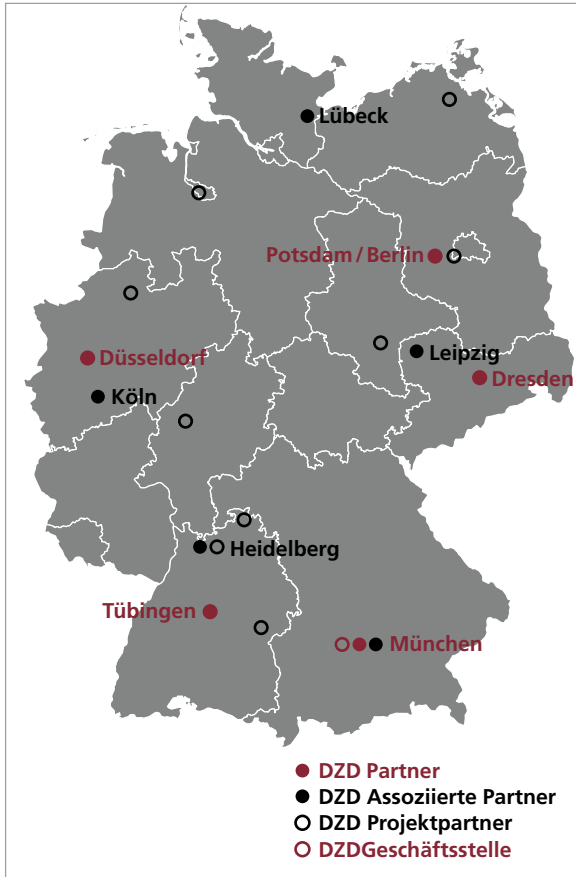 Lübeck
Potsdam / Berlin
Düsseldorf
Leipzig
Dresden
Köln
Heidelberg
Tübingen
München
DZD Partner
DZD Assoziierte Partner
DZD Projektpartner
DZDGeschäftsstelle